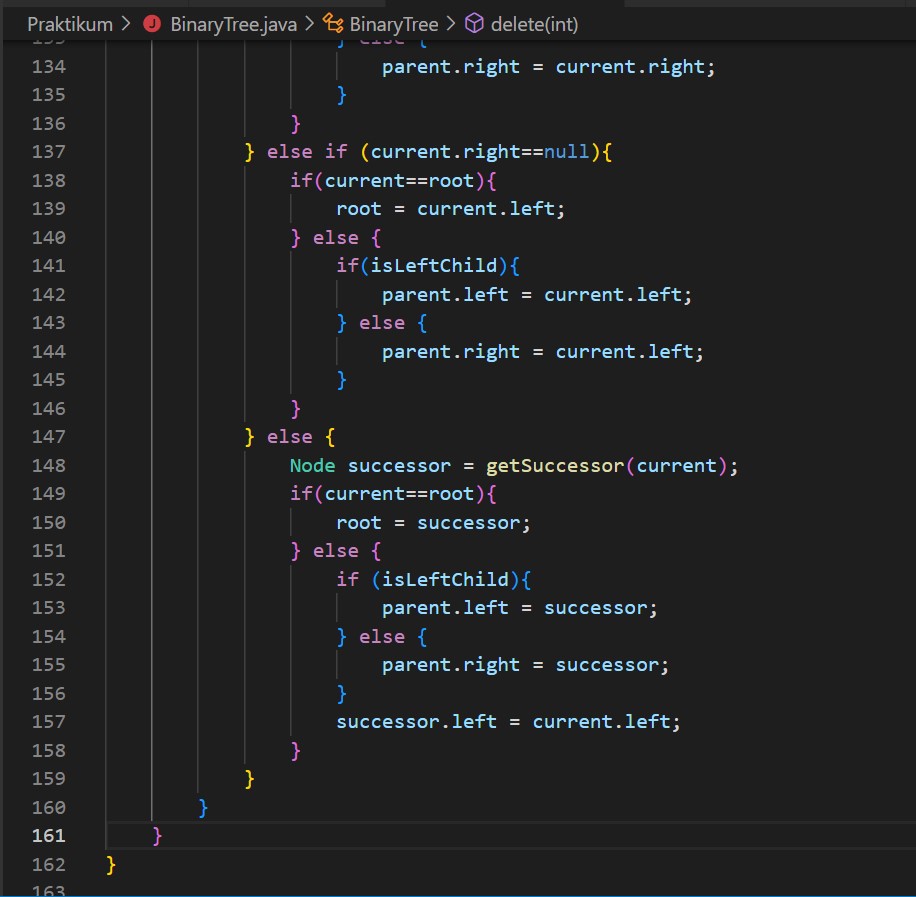 Praktikum > BinaryTree.java > BinaryTree > delete(int)
133 } else {
134 parent.right = current.right;
135 }
136 }
137 } else if (current.right==null){
138 if(current==root){
139 root = current.left;
140 } else {
141 if(isLeftChild){
142 parent.left = current.left;
143 } else {
144 parent.right = current.left;
145 }
146 }
147 } else {
148 Node successor = getSuccessor(current);
149 if(current==root){
150 root = successor;
151 } else {
152 if (isLeftChild){
153 parent.left = successor;
154 } else {
155 parent.right = successor;
156 }
157 successor.left = current.left;
158 }
159 }
160 }
161 }
162 }
163